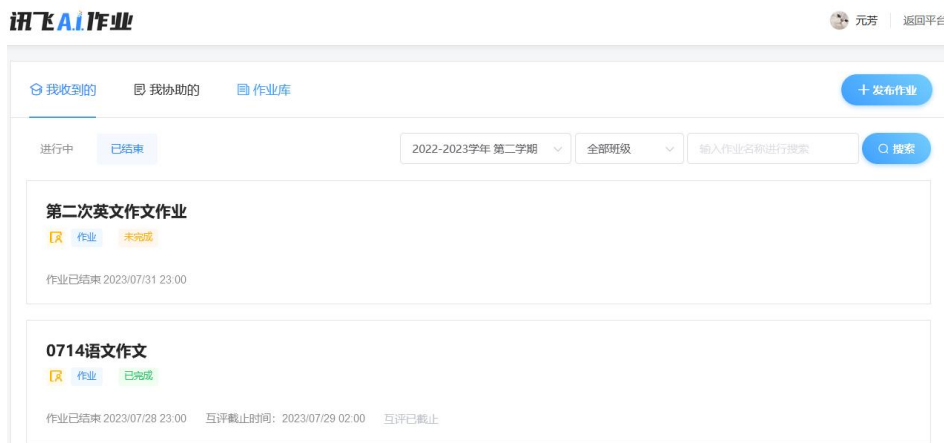 讯飞A.I.作业 元芳 返回平台
我收到的 我协助的 作业库 十发布作业
进行中 已结束 2022-2023学年 第二学期 全部班级 输入作业名称进行搜索 搜索
第二次英文作文作业
作业 未完成
作业已结束 2023/07/31 23:00
0714语文作文
作业 已完成
作业已结束 2023/07/28 23:00 互评截止时间：2023/07/29 02:00 互评已截止